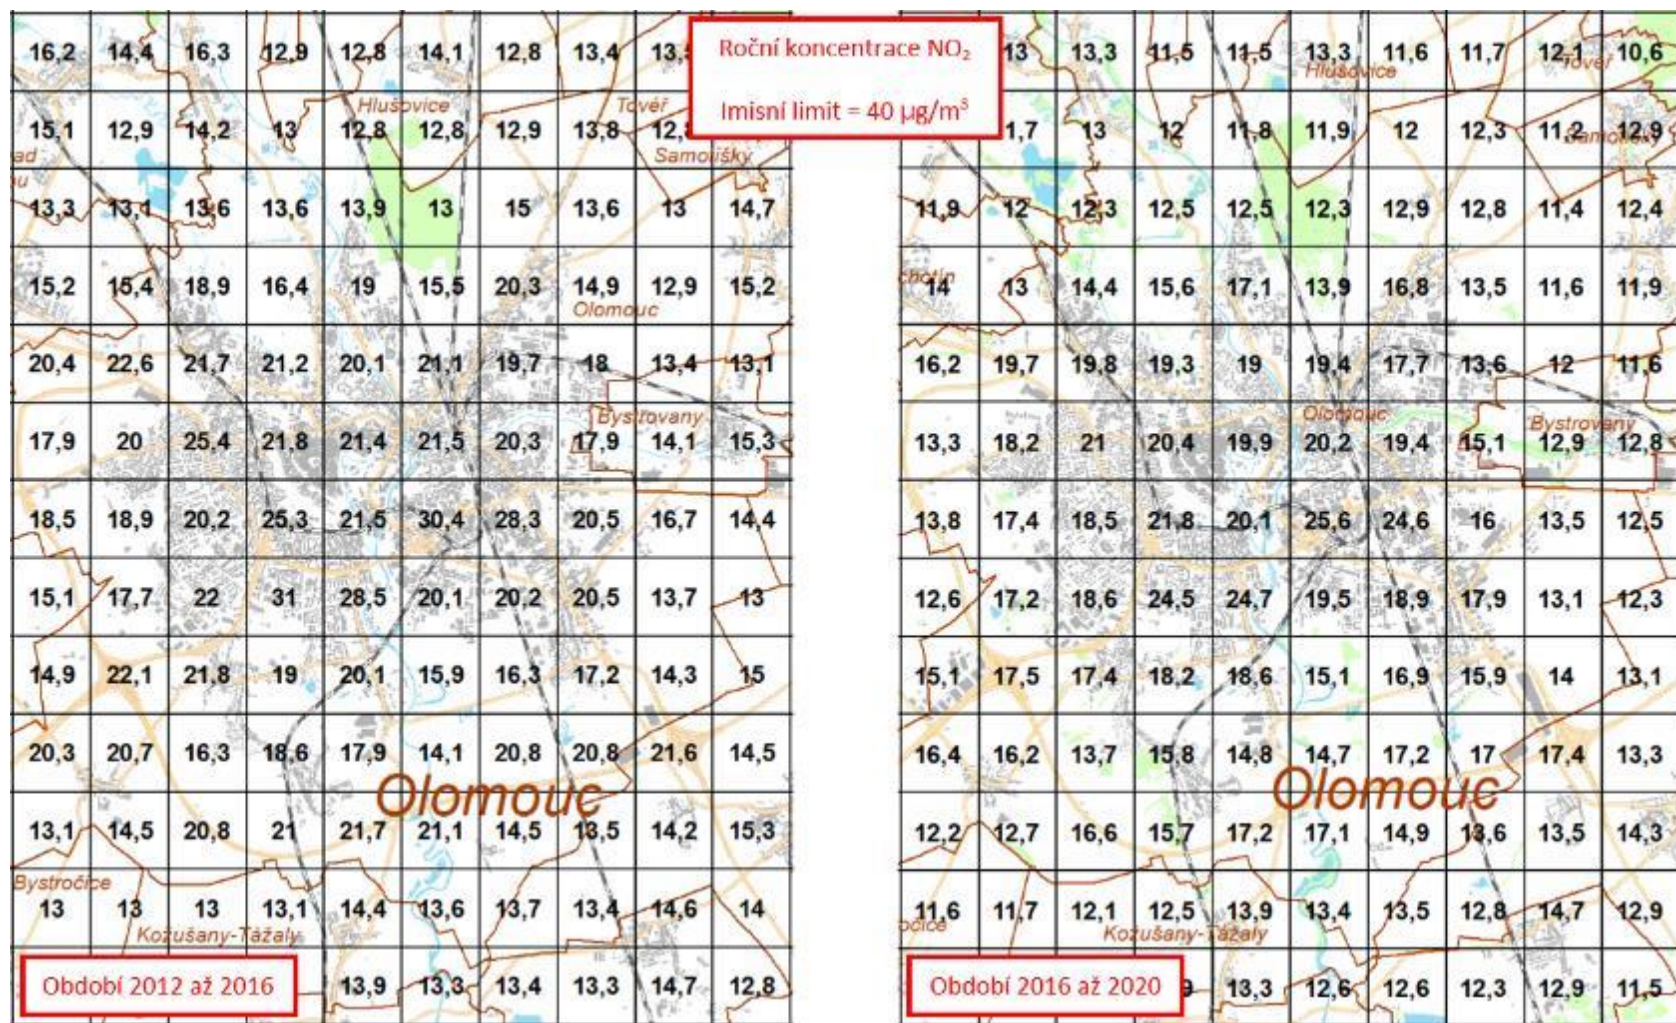 Roční koncentrace NO₂
Imisní limit = 40 µg/m³
16,2 14,4 16,3 12,9 12,8 14,1 12,8 13,4
Hlušovice Tovéř
15,1 12,9 14,2 13 12,8 12,8 12,9 13,8
Samotišky
13,3 13,1 13,6 13,6 13,9 13 15 13,6 13 14,7
15,2 15,4 18,9 16,4 19 15,5 20,3 14,9 12,9 15,2
Olomouc
20,4 22,6 21,7 21,2 20,1 21,1 19,7 18 13,4 13,1
Bystrovany
17,9 20 25,4 21,8 21,4 21,5 20,3 17,9 14,1 15,3
18,5 18,9 20,2 25,3 21,5 30,4 28,3 20,5 16,7 14,4
15,1 17,7 22 31 28,5 20,1 20,2 20,5 13,7 13
14,9 22,1 21,8 19 20,1 15,9 16,3 17,2 14,3 15
20,3 20,7 16,3 18,6 17,9 14,1 20,8 20,8 21,6 14,5
Olomouc
13,1 14,5 20,8 21 21,7 21,1 14,5 13,5 14,2 15,3
Bystročice
13 13 13 13,1 14,4 13,6 13,7 13,4 14,6 14
Kožušany-Tážaly
Období 2012 až 2016
13,9 13,3 13,4 13,3 14,7 12,8
13 13,3 11,5 11,5 13,3 11,6 11,7 12,1 10,6
Hlušovice Tovéř
1,7 13 12 11,8 11,9 12 12,3 11,2 12,9
Samotišky
11,9 12 12,3 12,5 12,5 12,3 12,9 12,8 11,4 12,4
chotín
14 13 14,4 15,6 17,1 13,9 16,8 13,5 11,6 11,9
16,2 19,7 19,8 19,3 19 19,4 17,7 13,6 12 11,6
Olomouc Bystrovany
13,3 18,2 21 20,4 19,9 20,2 19,4 15,1 12,9 12,8
13,8 17,4 18,5 21,8 20,1 25,6 24,6 16 13,5 12,5
12,6 17,2 18,6 24,5 24,7 19,5 18,9 17,9 13,1 12,3
15,1 17,5 17,4 18,2 18,6 15,1 16,9 15,9 14 13,1
16,4 16,2 13,7 15,8 14,8 14,7 17,2 17 17,4 13,3
Olomouc
12,2 12,7 16,6 15,7 17,2 17,1 14,9 13,6 13,5 14,3
11,6 11,7 12,1 12,5 13,9 13,4 13,5 12,8 14,7 12,9
očice Kožušany-Tážaly
Období 2016 až 2020
9 13,3 12,6 12,6 12,3 12,9 11,5